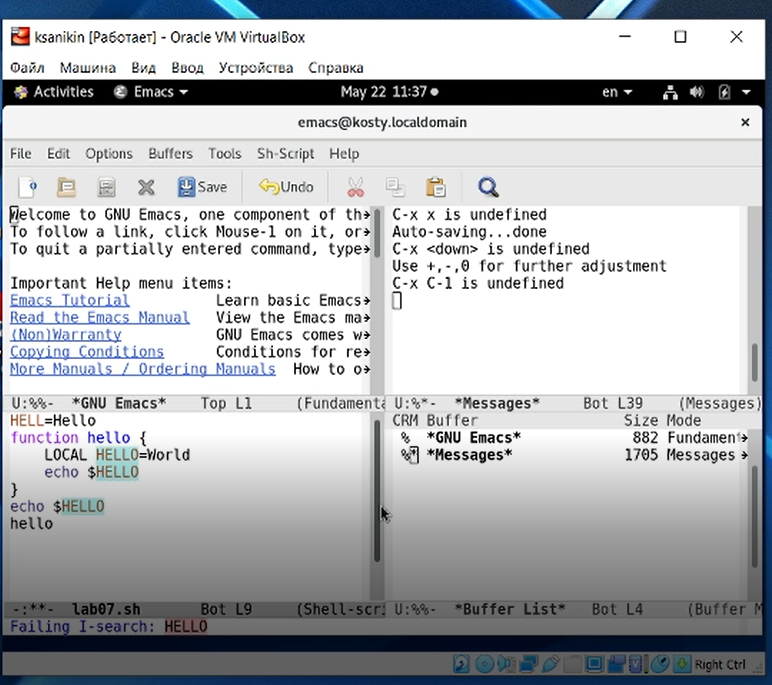 ksanikin [Работает] - Oracle VM VirtualBox
Файл Машина Вид Ввод Устройства Справка
Activities Emacs May 22 11:37 en
emacs@kosty.localdomain
File Edit Options Buffers Tools Sh-Script Help
Save Undo
Welcome to GNU Emacs, one component of th
To follow a link, click Mouse-1 on it, or
To quit a partially entered command, type
Important Help menu items:
Emacs Tutorial Learn basic Emacs
Read the Emacs Manual View the Emacs ma
(Non)Warranty GNU Emacs comes w
Copying Conditions Conditions for re
More Manuals / Ordering Manuals How to o
U:%%- *GNU Emacs* Top L1 (Fundamenta
C-x x is undefined
Auto-saving...done
C-x <down> is undefined
Use +,-,0 for further adjustment
C-x C-1 is undefined
U:%*- *Messages* Bot L39 (Messages)
HELL=Hello
function hello {
LOCAL HELLO=World
echo $HELLO
}
echo $HELLO
hello
-:**- lab07.sh Bot L9 (Shell-scri
CRM Buffer Size Mode
% *GNU Emacs* 882 Fundamen
%* *Messages* 1705 Messages
U:%%- *Buffer List* Bot L4 (Buffer M
Failing I-search: HELLO
Right Ctrl